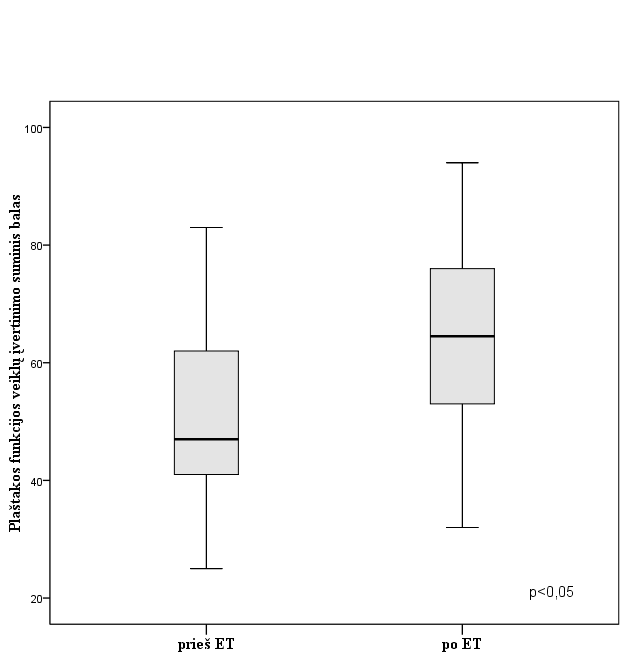 Plaštakos funkcijos veiklų įvertinimo suminis balas
100
80
60
40
20
p<0,05
prieš ET
po ET